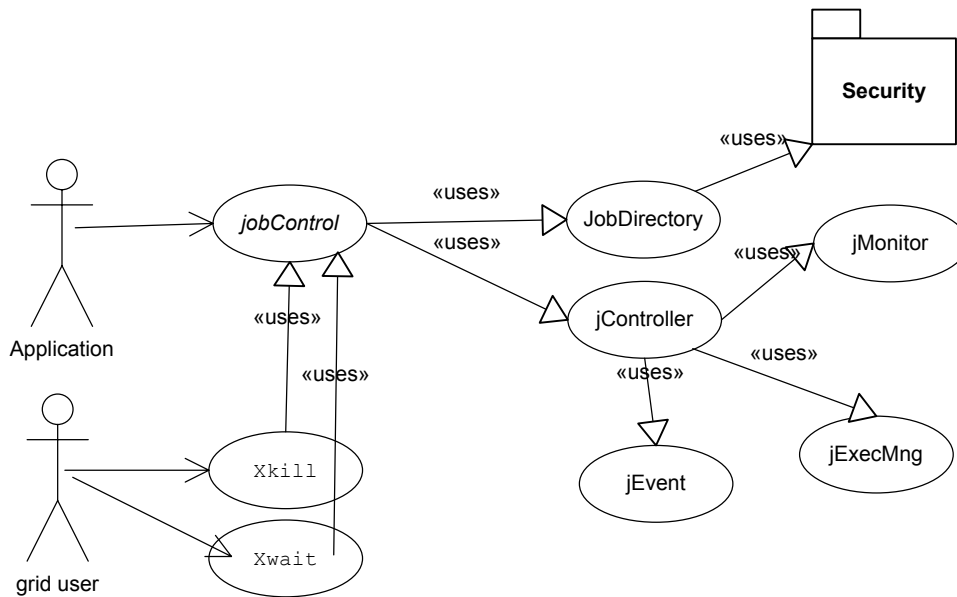 Security
«uses»
«uses»
jobControl
JobDirectory
«uses»
jMonitor
«uses»
«uses»
jController
Application
«uses»
«uses»
«uses»
«uses»
Xkill
jEvent
jExecMng
Xwait
grid user